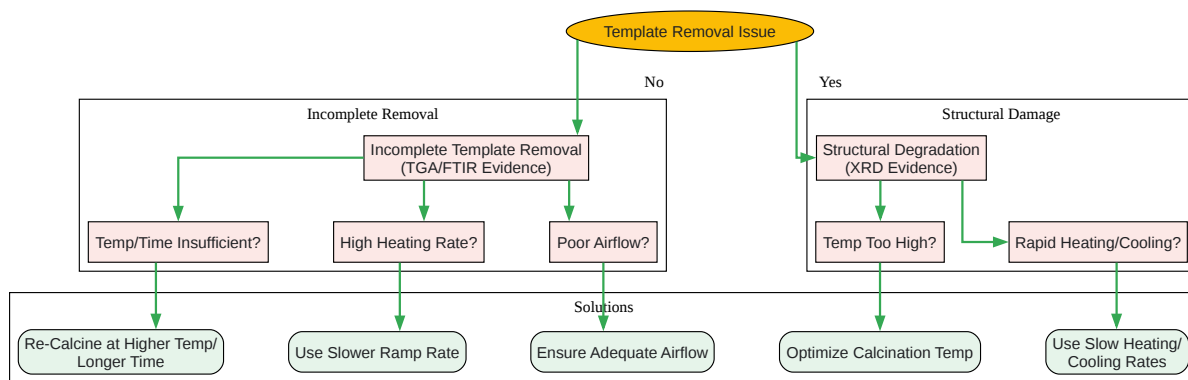 Template Removal Issue
No
Yes
Incomplete Removal
Structural Damage
Incomplete Template Removal
(TGA/FTIR Evidence)
Structural Degradation
(XRD Evidence)
Temp/Time Insufficient?
High Heating Rate?
Poor Airflow?
Temp Too High?
Rapid Heating/Cooling?
Solutions
Re-Calcine at Higher Temp/
Longer Time
Use Slower Ramp Rate
Ensure Adequate Airflow
Optimize Calcination Temp
Use Slow Heating/
Cooling Rates